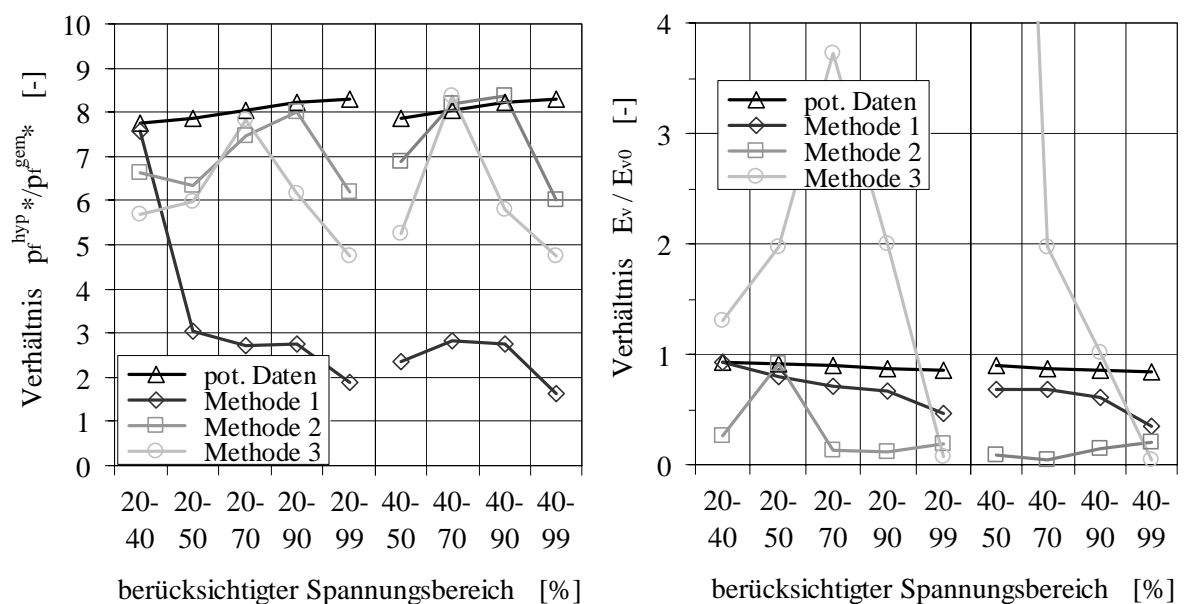 Verhältnis pf^hyp*/pf^gem* [-]
10
9
8
7
6
5
4
3
2
1
0
pot. Daten
Methode 1
Methode 2
Methode 3
20-40 20-50 20-70 20-90 20-99 40-50 40-70 40-90 40-99
berücksichtigter Spannungsbereich [%]
Verhältnis Ev / Ev0 [-]
4
3
2
1
0
pot. Daten
Methode 1
Methode 2
Methode 3
20-40 20-50 20-70 20-90 20-99 40-50 40-70 40-90 40-99
berücksichtigter Spannungsbereich [%]